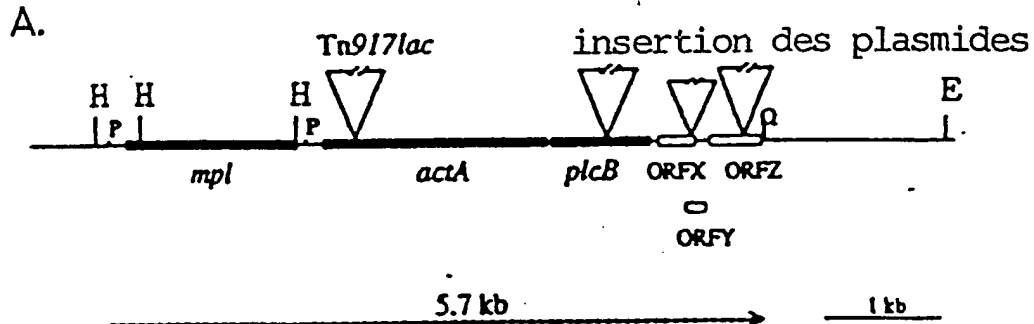 A.
Tn917lac insertion des plasmides
H H H E
P P Ω
mpl actA plcB ORFX ORFZ
ORFY
5.7 kb 1 kb